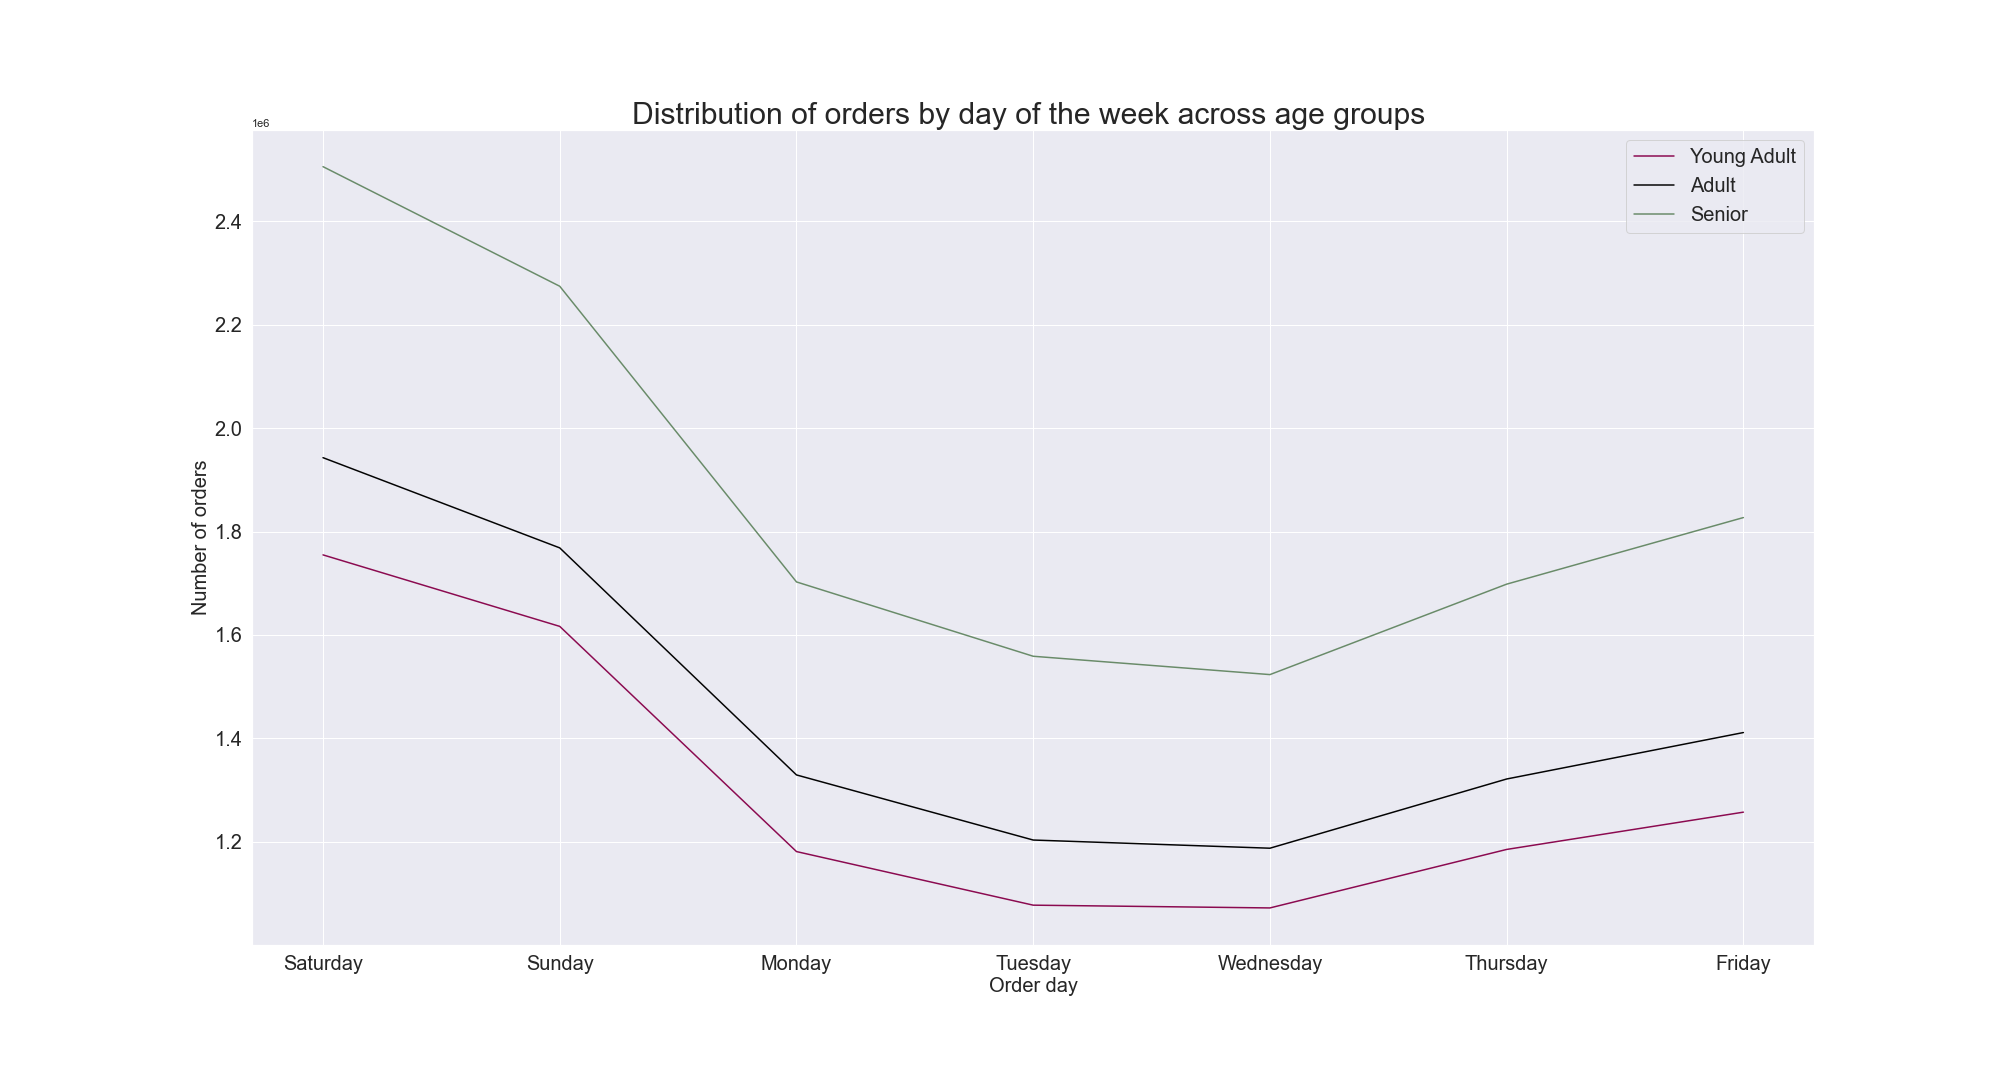 Distribution of orders by day of the week across age groups
1e6
Young Adult
Adult
Senior
2.4
2.2
2.0
1.8
1.6
1.4
1.2
Number of orders
Saturday Sunday Monday Tuesday Wednesday Thursday Friday
Order day